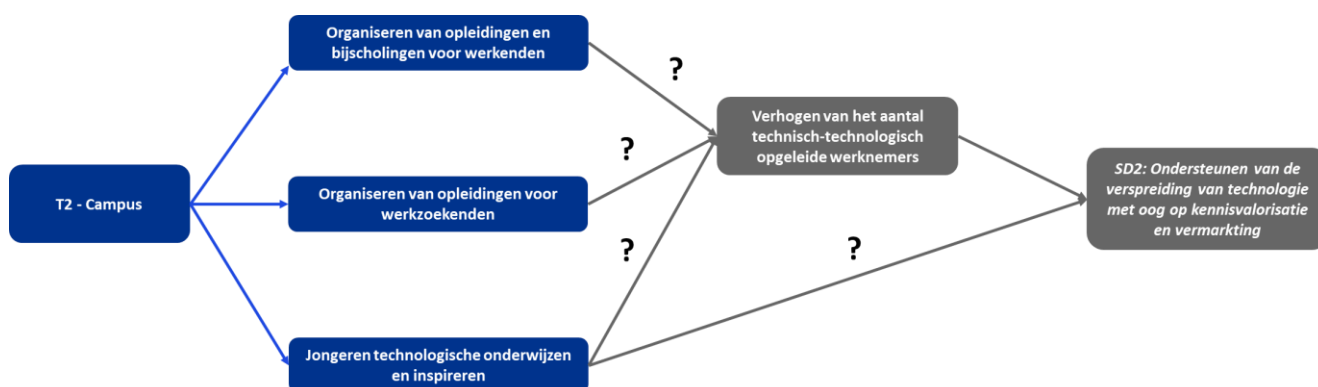 Organiseren van opleidingen en
bijscholingen voor werkenden
?
Verhogen van het aantal
technisch-technologisch
opgeleide werknemers
?
T2 - Campus
Organiseren van opleidingen voor
werkzoekenden
SD2: Ondersteunen van de
verspreiding van technologie
met oog op kennisvalorisatie
en vermarkting
?
?
Jongeren technologische onderwijzen
en inspireren